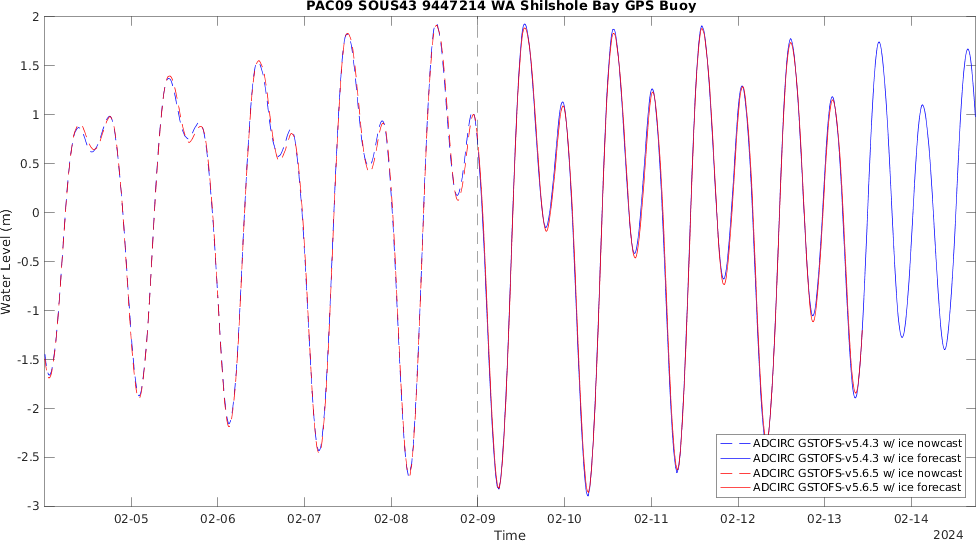 PAC09 SOUS43 9447214 WA Shilshole Bay GPS Buoy
2
1.5
1
0.5
0
-0.5
-1
-1.5
-2
-2.5
-3
Water Level (m)
ADCIRC GSTOFS-v5.4.3 w/ ice nowcast
ADCIRC GSTOFS-v5.4.3 w/ ice forecast
ADCIRC GSTOFS-v5.6.5 w/ ice nowcast
ADCIRC GSTOFS-v5.6.5 w/ ice forecast
02-05 02-06 02-07 02-08 02-09 02-10 02-11 02-12 02-13 02-14
Time
2024